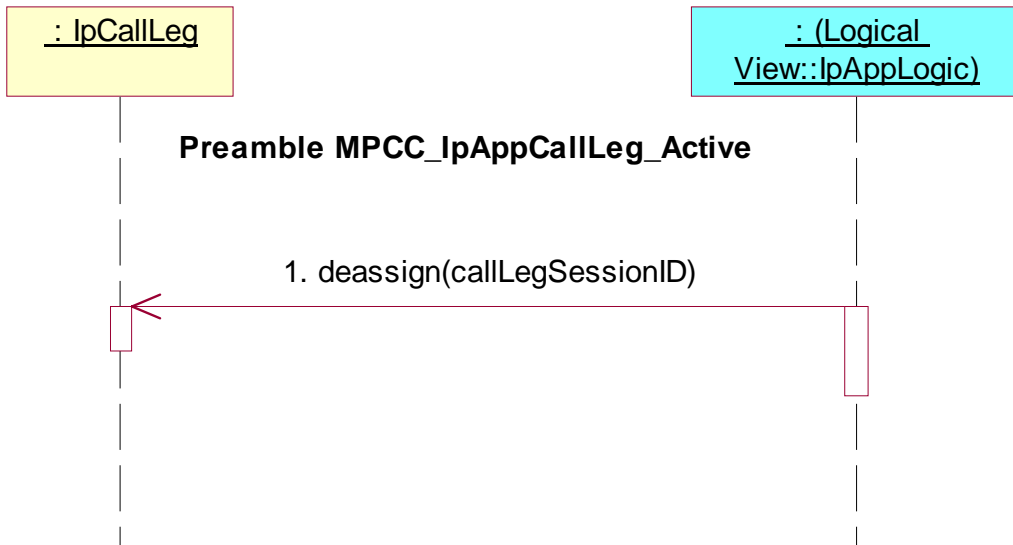 : IpCallLeg
: (Logical
View::IpAppLogic)
Preamble MPCC_IpAppCallLeg_Active
1. deassign(callLegSessionID)